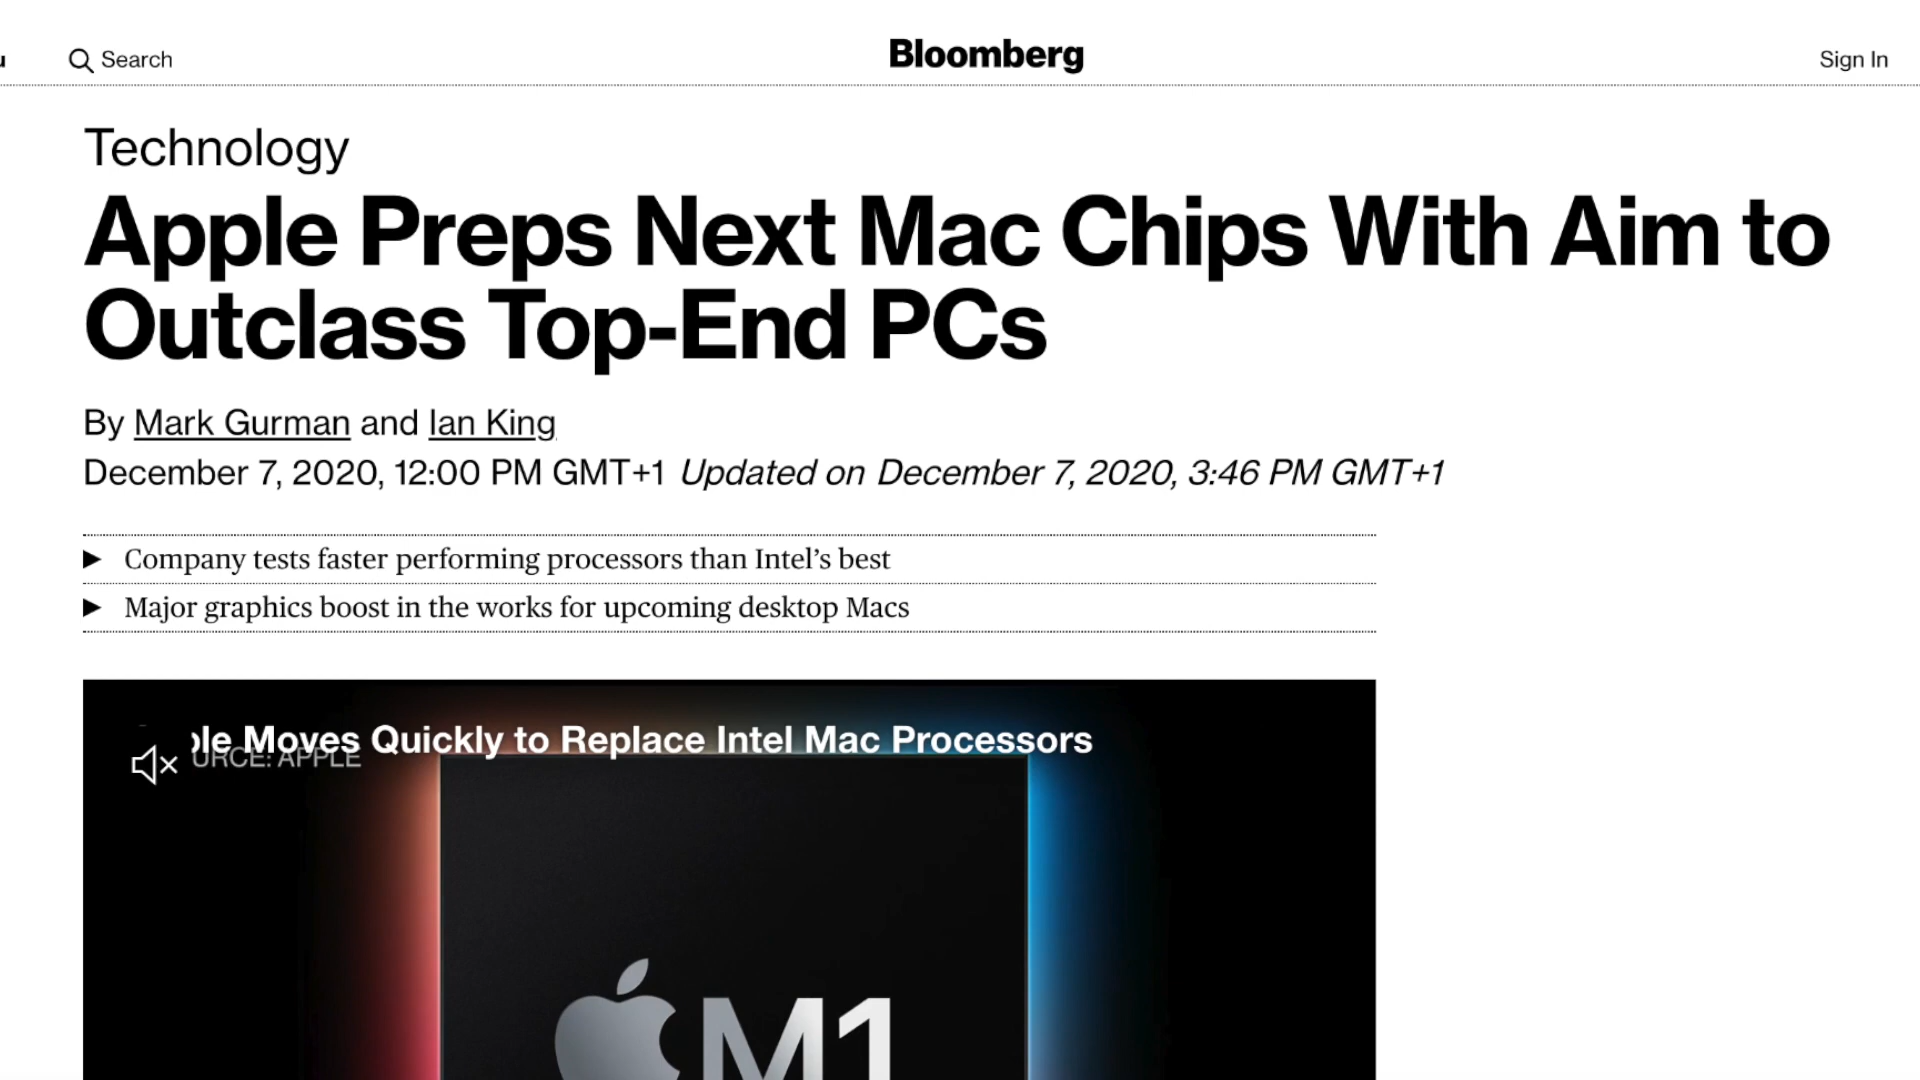 Search
Bloomberg
Sign In
Technology
Apple Preps Next Mac Chips With Aim to
Outclass Top-End PCs
By Mark Gurman and Ian King
December 7, 2020, 12:00 PM GMT+1 Updated on December 7, 2020, 3:46 PM GMT+1
Company tests faster performing processors than Intel’s best
Major graphics boost in the works for upcoming desktop Macs
le Moves Quickly to Replace Intel Mac Processors
URCE: APPLE
M1